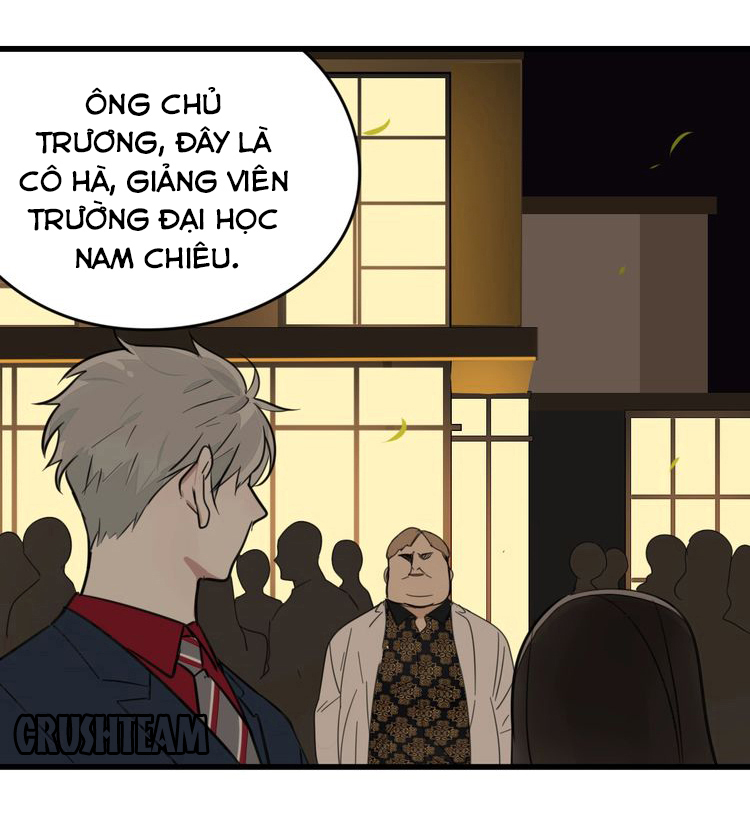 ÔNG CHỦ
TRƯƠNG, ĐÂY LÀ
CÔ HÀ, GIẢNG VIÊN
TRƯỜNG ĐẠI HỌC
NAM CHIÊU.
CRUSHTEAM